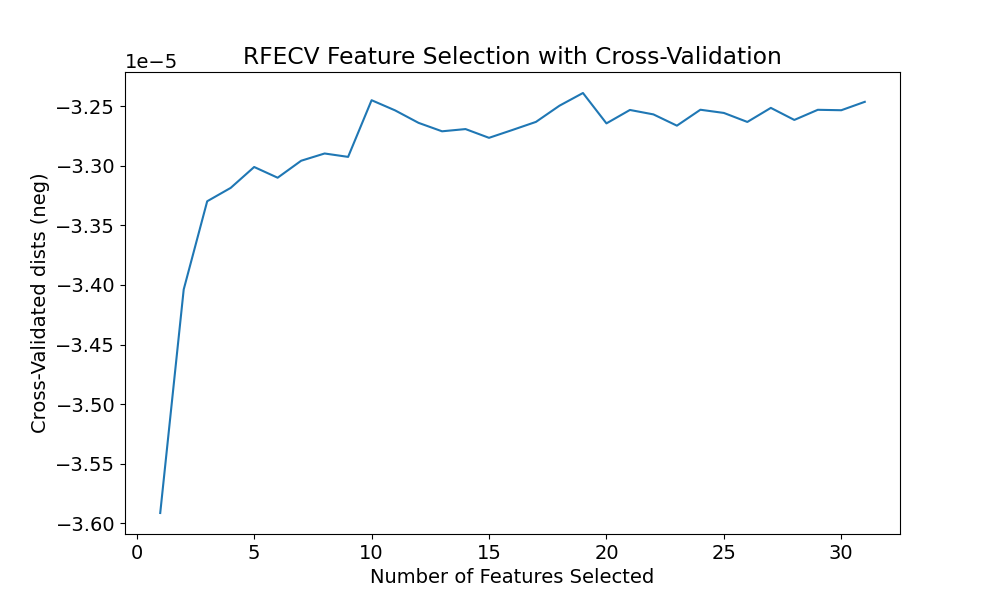 RFECV Feature Selection with Cross-Validation
1e−5
−3.25
−3.30
−3.35
−3.40
−3.45
−3.50
−3.55
−3.60
Cross-Validated dists (neg)
0 5 10 15 20 25 30
Number of Features Selected